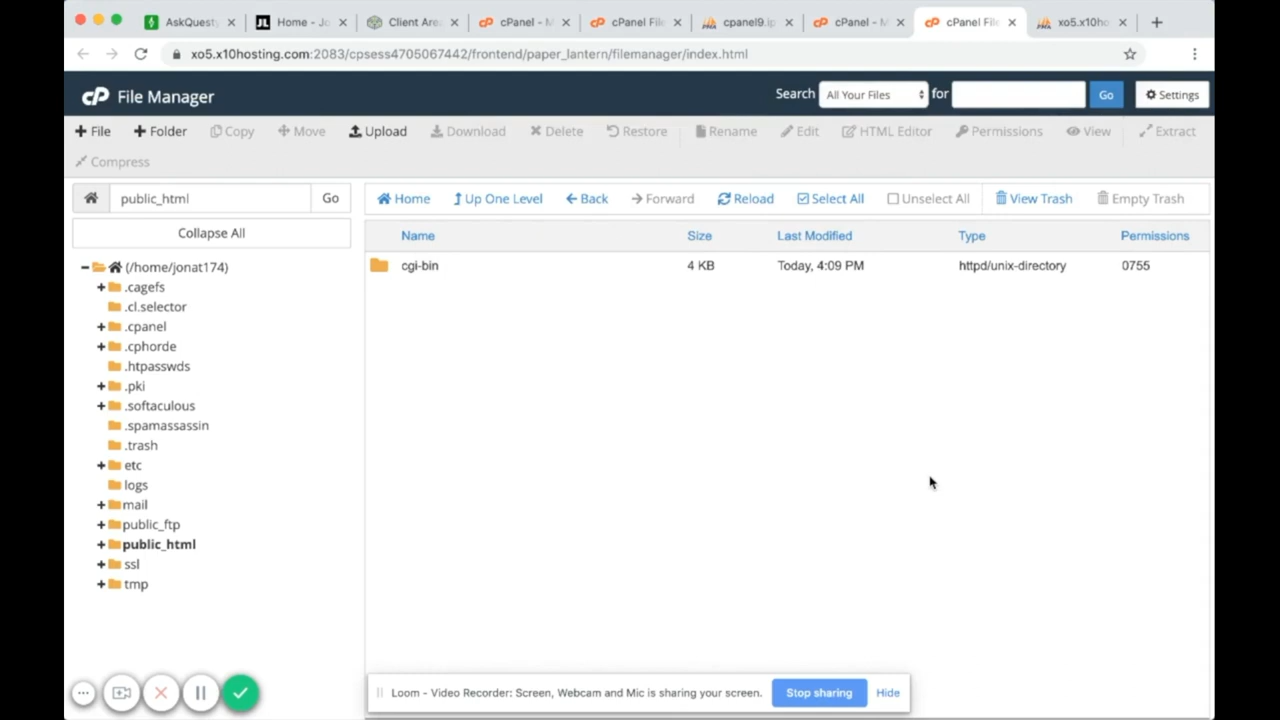 AskQuest
Home - Jo
Client Are
cPanel - M
cPanel File
cpanel9.ip
cPanel - M
cPanel File
xo5.x10ho
xo5.x10hosting.com:2083/cpsess4705067442/frontend/paper_lantern/filemanager/index.html
cP File Manager
Search All Your Files for Go Settings
File Folder Copy Move Upload Download Delete Restore Rename Edit HTML Editor Permissions View Extract
Compress
public_html Go
Home Up One Level Back Forward Reload Select All Unselect All View Trash Empty Trash
Collapse All
Name Size Last Modified Type Permissions
cgi-bin 4 KB Today, 4:09 PM httpd/unix-directory 0755
(/home/jonat174)
.cagefs
.cl.selector
.cpanel
.cphorde
.htpasswds
.pki
.softaculous
.spamassassin
.trash
etc
logs
mail
public_ftp
public_html
ssl
tmp
Loom - Video Recorder: Screen, Webcam and Mic is sharing your screen. Stop sharing Hide